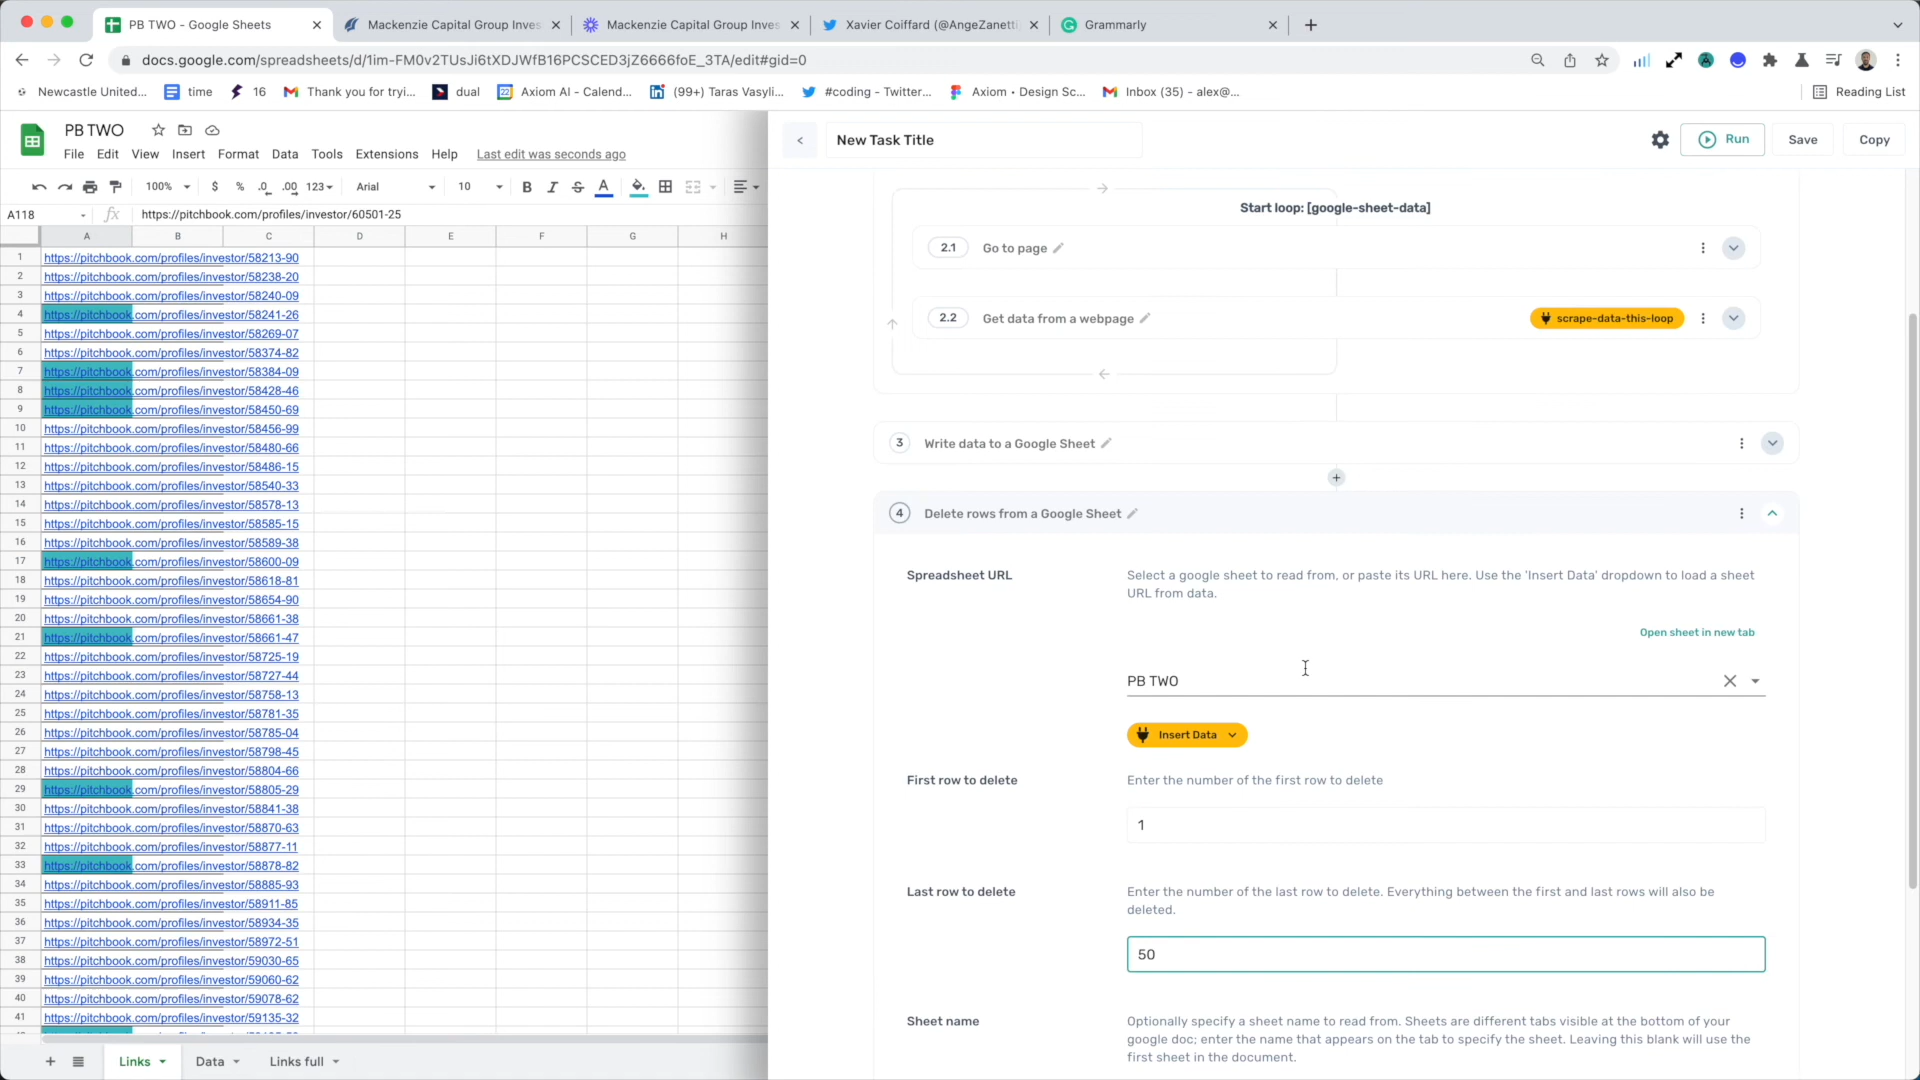 PB TWO - Google Sheets
Mackenzie Capital Group Inves
Mackenzie Capital Group Inves
Xavier Coiffard (@AngeZanetti
Grammarly
docs.google.com/spreadsheets/d/1im-FM0v2TUsJi6tXDJWfB16PCSCED3jZ6666foE_3TA/edit#gid=0
Newcastle United...
time
16
Thank you for tryi...
dual
Axiom AI - Calend...
(99+) Taras Vasyli...
#coding - Twitter...
Axiom • Design Sc...
Inbox (35) - alex@...
Reading List
PB TWO
File Edit View Insert Format Data Tools Extensions Help Last edit was seconds ago
100% $ % .0 .00 123 Arial 10 B I S A
A118 fx https://pitchbook.com/profiles/investor/60501-25
A B C D E F G H
1 https://pitchbook.com/profiles/investor/58213-90
2 https://pitchbook.com/profiles/investor/58238-20
3 https://pitchbook.com/profiles/investor/58240-09
4 https://pitchbook.com/profiles/investor/58241-26
5 https://pitchbook.com/profiles/investor/58269-07
6 https://pitchbook.com/profiles/investor/58374-82
7 https://pitchbook.com/profiles/investor/58384-09
8 https://pitchbook.com/profiles/investor/58428-46
9 https://pitchbook.com/profiles/investor/58450-69
10 https://pitchbook.com/profiles/investor/58456-99
11 https://pitchbook.com/profiles/investor/58480-66
12 https://pitchbook.com/profiles/investor/58486-15
13 https://pitchbook.com/profiles/investor/58540-33
14 https://pitchbook.com/profiles/investor/58578-13
15 https://pitchbook.com/profiles/investor/58585-15
16 https://pitchbook.com/profiles/investor/58589-38
17 https://pitchbook.com/profiles/investor/58600-09
18 https://pitchbook.com/profiles/investor/58618-81
19 https://pitchbook.com/profiles/investor/58654-90
20 https://pitchbook.com/profiles/investor/58661-38
21 https://pitchbook.com/profiles/investor/58661-47
22 https://pitchbook.com/profiles/investor/58725-19
23 https://pitchbook.com/profiles/investor/58727-44
24 https://pitchbook.com/profiles/investor/58758-13
25 https://pitchbook.com/profiles/investor/58781-35
26 https://pitchbook.com/profiles/investor/58785-04
27 https://pitchbook.com/profiles/investor/58798-45
28 https://pitchbook.com/profiles/investor/58804-66
29 https://pitchbook.com/profiles/investor/58805-29
30 https://pitchbook.com/profiles/investor/58841-38
31 https://pitchbook.com/profiles/investor/58870-63
32 https://pitchbook.com/profiles/investor/58877-11
33 https://pitchbook.com/profiles/investor/58878-82
34 https://pitchbook.com/profiles/investor/58885-93
35 https://pitchbook.com/profiles/investor/58911-85
36 https://pitchbook.com/profiles/investor/58934-35
37 https://pitchbook.com/profiles/investor/58972-51
38 https://pitchbook.com/profiles/investor/59030-65
39 https://pitchbook.com/profiles/investor/59060-62
40 https://pitchbook.com/profiles/investor/59078-62
41 https://pitchbook.com/profiles/investor/59135-32
Links Data Links full
< New Task Title
Run Save Copy
Start loop: [google-sheet-data]
2.1 Go to page
2.2 Get data from a webpage
scrape-data-this-loop
3 Write data to a Google Sheet
+
4 Delete rows from a Google Sheet
Spreadsheet URL
Select a google sheet to read from, or paste its URL here. Use the 'Insert Data' dropdown to load a sheet
URL from data.
Open sheet in new tab
PB TWO
Insert Data
First row to delete
Enter the number of the first row to delete
1
Last row to delete
Enter the number of the last row to delete. Everything between the first and last rows will also be
deleted.
50
Sheet name
Optionally specify a sheet name to read from. Sheets are different tabs visible at the bottom of your
google doc; enter the name that appears on the tab to specify the sheet. Leaving this blank will use the
first sheet in the document.